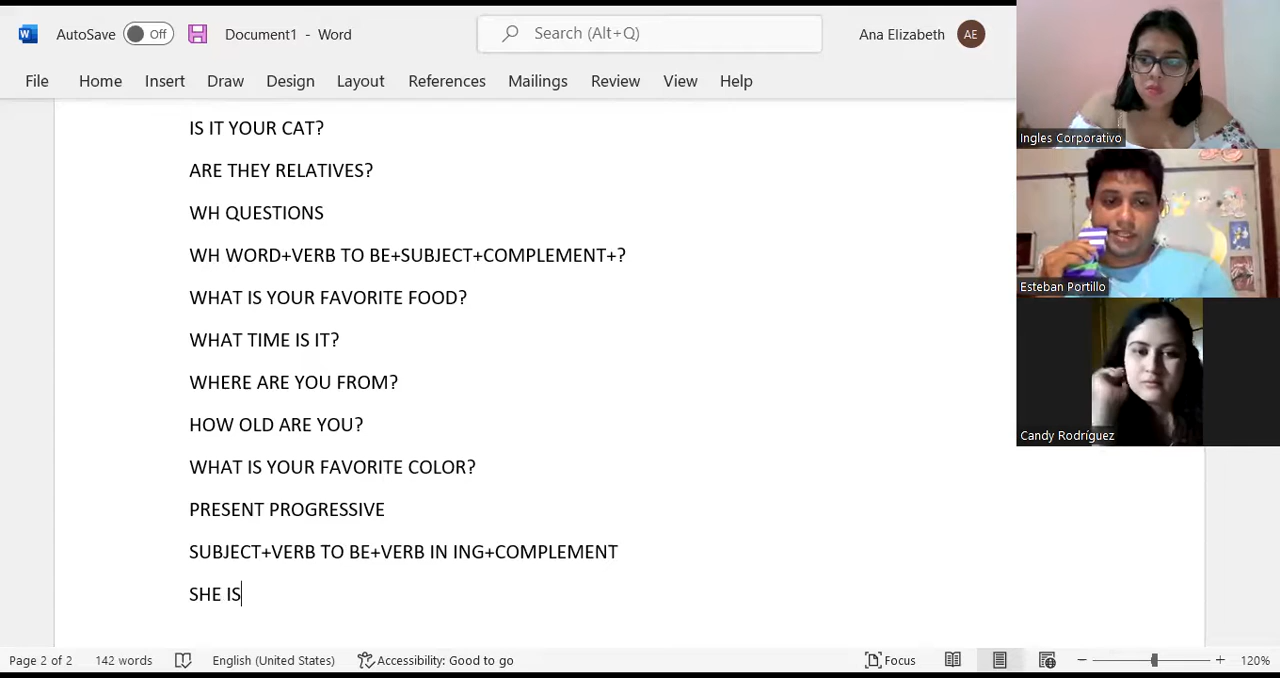 AutoSave Off Document1 - Word Search (Alt+Q) Ana Elizabeth AE
File Home Insert Draw Design Layout References Mailings Review View Help
IS IT YOUR CAT?
ARE THEY RELATIVES?
WH QUESTIONS
WH WORD+VERB TO BE+SUBJECT+COMPLEMENT+?
WHAT IS YOUR FAVORITE FOOD?
WHAT TIME IS IT?
WHERE ARE YOU FROM?
HOW OLD ARE YOU?
WHAT IS YOUR FAVORITE COLOR?
PRESENT PROGRESSIVE
SUBJECT+VERB TO BE+VERB IN ING+COMPLEMENT
SHE IS
Ingles Corporativo
Esteban Portillo
Candy Rodríguez
Page 2 of 2 142 words English (United States) Accessibility: Good to go Focus 120%